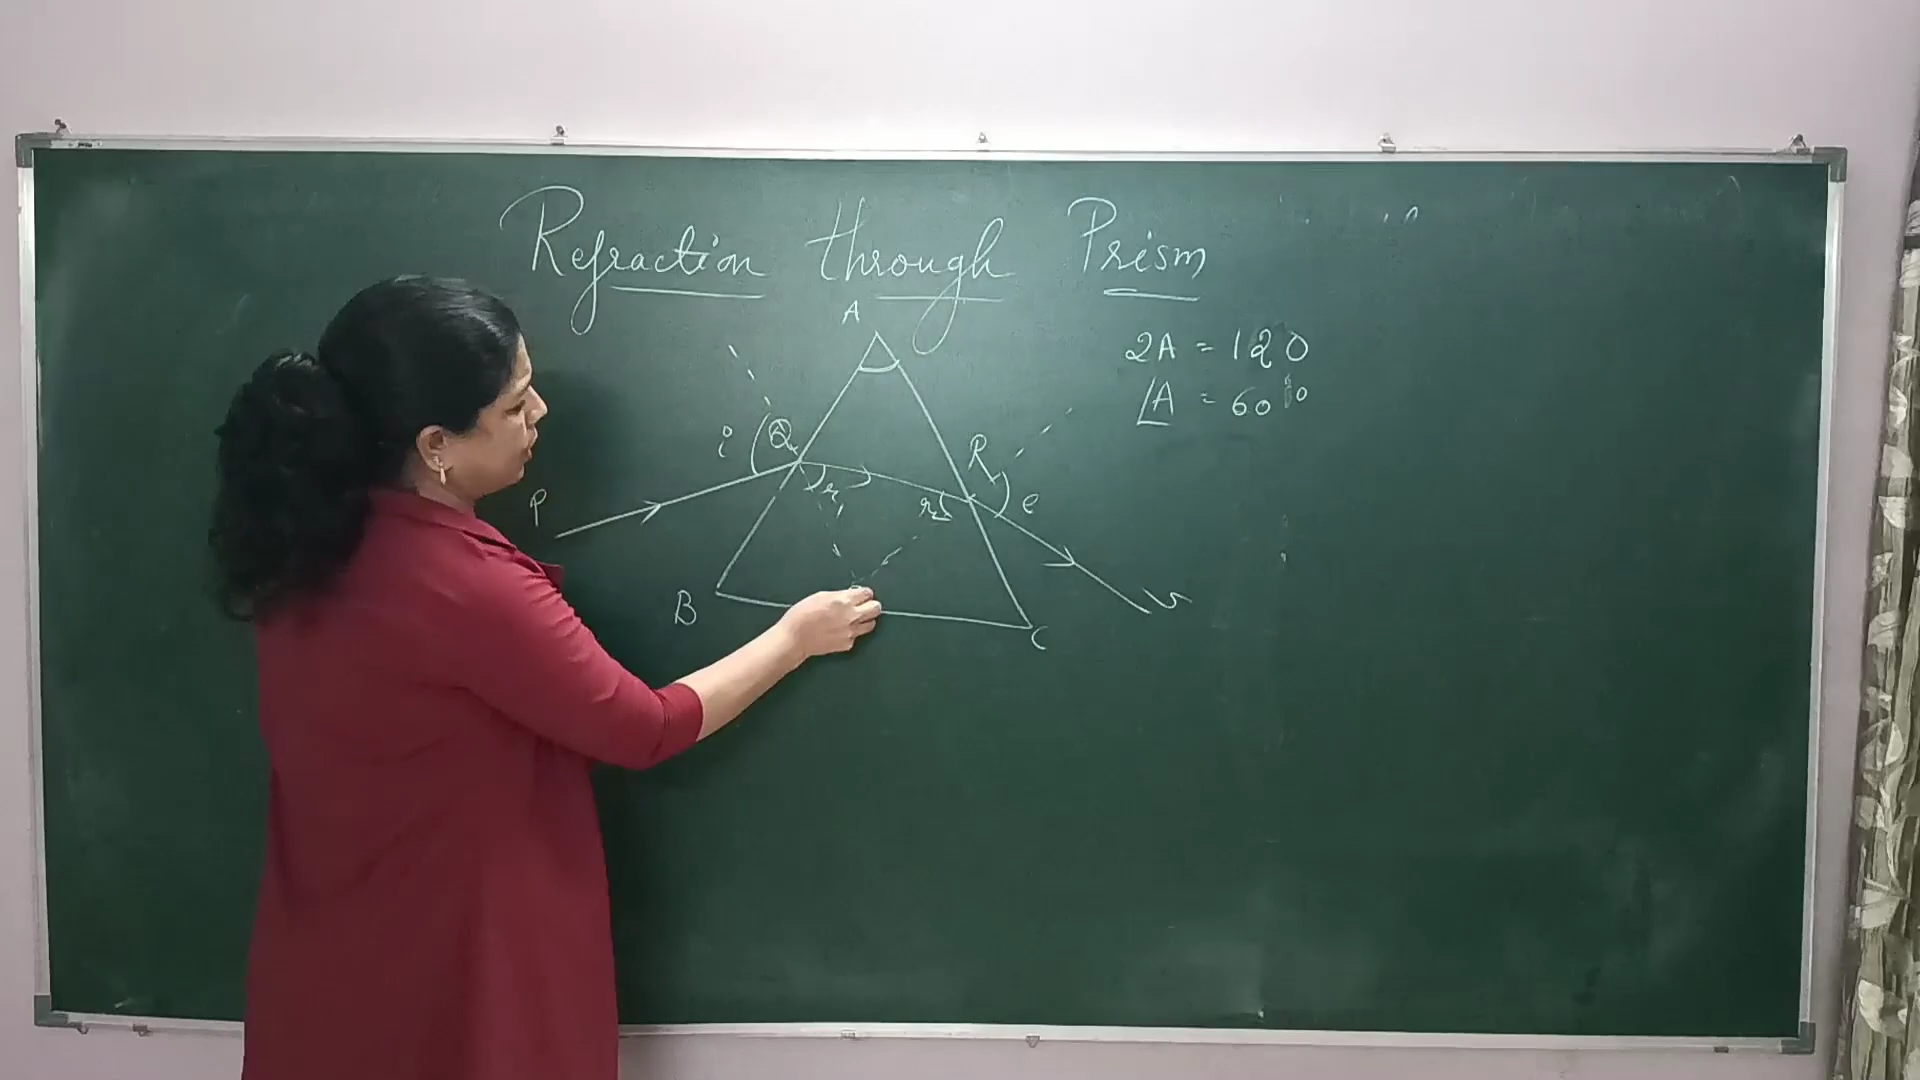 Refraction through Prism
A
2A = 120
∠A = 60°
i
Q
R
P
r1
r2
e
B
C